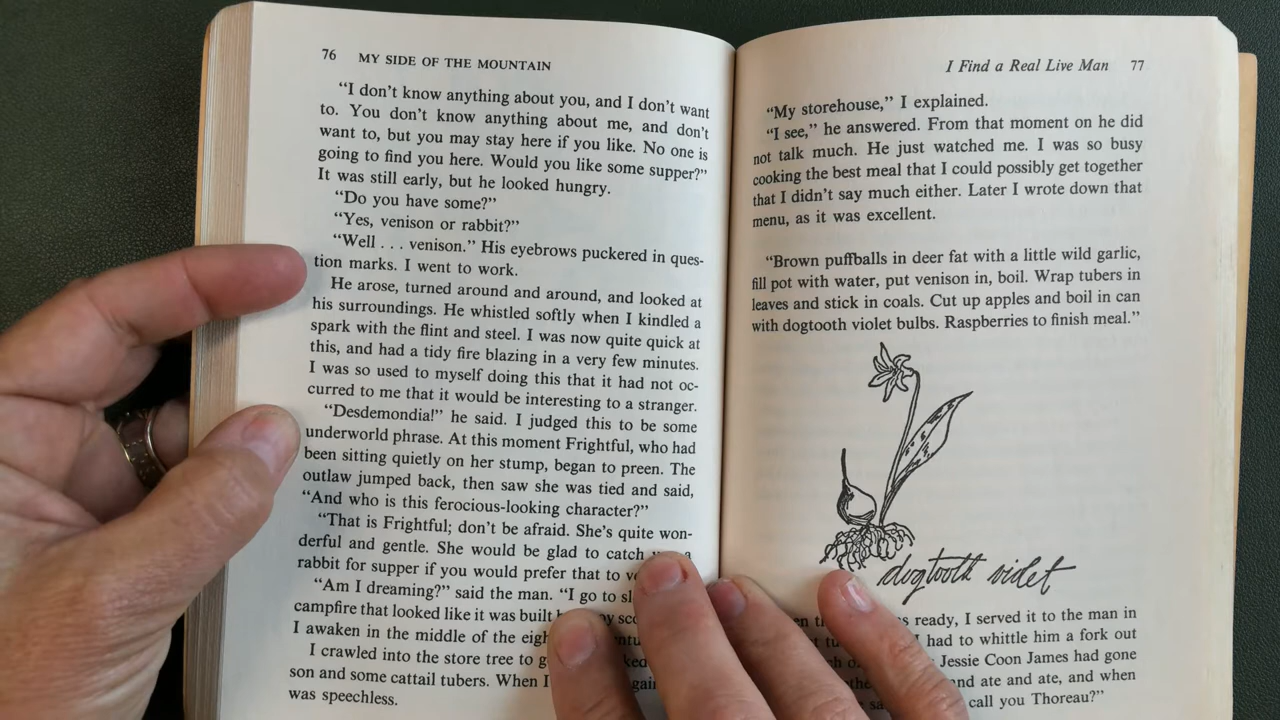 76 MY SIDE OF THE MOUNTAIN
“I don’t know anything about you, and I don’t want
to. You don’t know anything about me, and don’t
want to, but you may stay here if you like. No one is
going to find you here. Would you like some supper?”
It was still early, but he looked hungry.
“Do you have some?”
“Yes, venison or rabbit?”
“Well . . . venison.” His eyebrows puckered in ques-
tion marks. I went to work.
He arose, turned around and around, and looked at
his surroundings. He whistled softly when I kindled a
spark with the flint and steel. I was now quite quick at
this, and had a tidy fire blazing in a very few minutes.
I was so used to myself doing this that it had not oc-
curred to me that it would be interesting to a stranger.
“Desdemondia!” he said. I judged this to be some
underworld phrase. At this moment Frightful, who had
been sitting quietly on her stump, began to preen. The
outlaw jumped back, then saw she was tied and said,
“And who is this ferocious-looking character?”
“That is Frightful; don’t be afraid. She’s quite won-
derful and gentle. She would be glad to catch a
rabbit for supper if you would prefer that to
“Am I dreaming?” said the man. “I go to
campfire that looked like it was built
I awaken in the middle of the
I crawled into the store tree to
son and some cattail tubers. When I
was speechless.
I Find a Real Live Man 77
“My storehouse,” I explained.
“I see,” he answered. From that moment on he did
not talk much. He just watched me. I was so busy
cooking the best meal that I could possibly get together
that I didn’t say much either. Later I wrote down that
menu, as it was excellent.
“Brown puffballs in deer fat with a little wild garlic,
fill pot with water, put venison in, boil. Wrap tubers in
leaves and stick in coals. Cut up apples and boil in can
with dogtooth violet bulbs. Raspberries to finish meal.”
dogtooth violet
ready, I served it to the man in
I had to whittle him a fork out
Jessie Coon James had gone
and ate and ate, and when
call you Thoreau?”